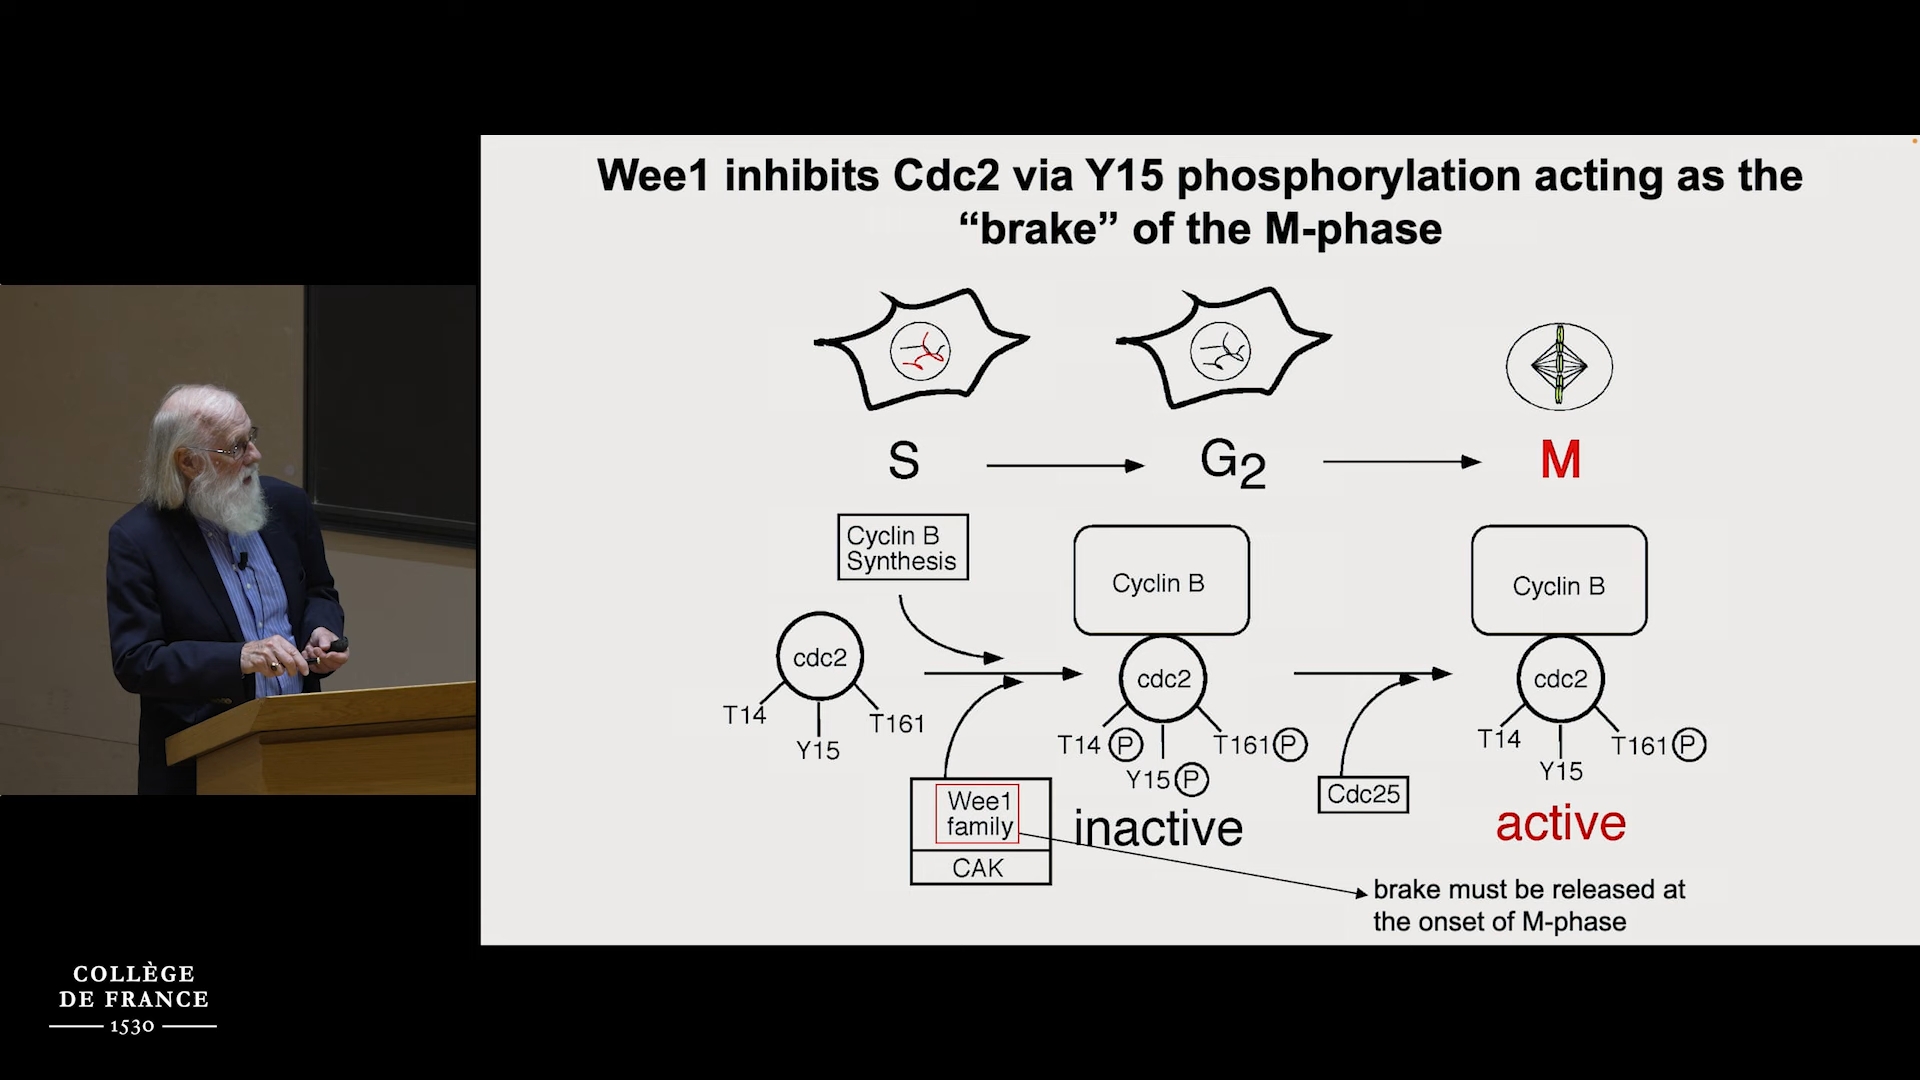 Wee1 inhibits Cdc2 via Y15 phosphorylation acting as the
“brake” of the M-phase
S
G2
M
Cyclin B
Synthesis
Cyclin B
Cyclin B
cdc2
T14
Y15
T161
cdc2
T14 P
Y15 P
T161 P
cdc2
T14
Y15
T161 P
Wee1
family
CAK
inactive
Cdc25
active
brake must be released at
the onset of M-phase
COLLÈGE
DE FRANCE
1530